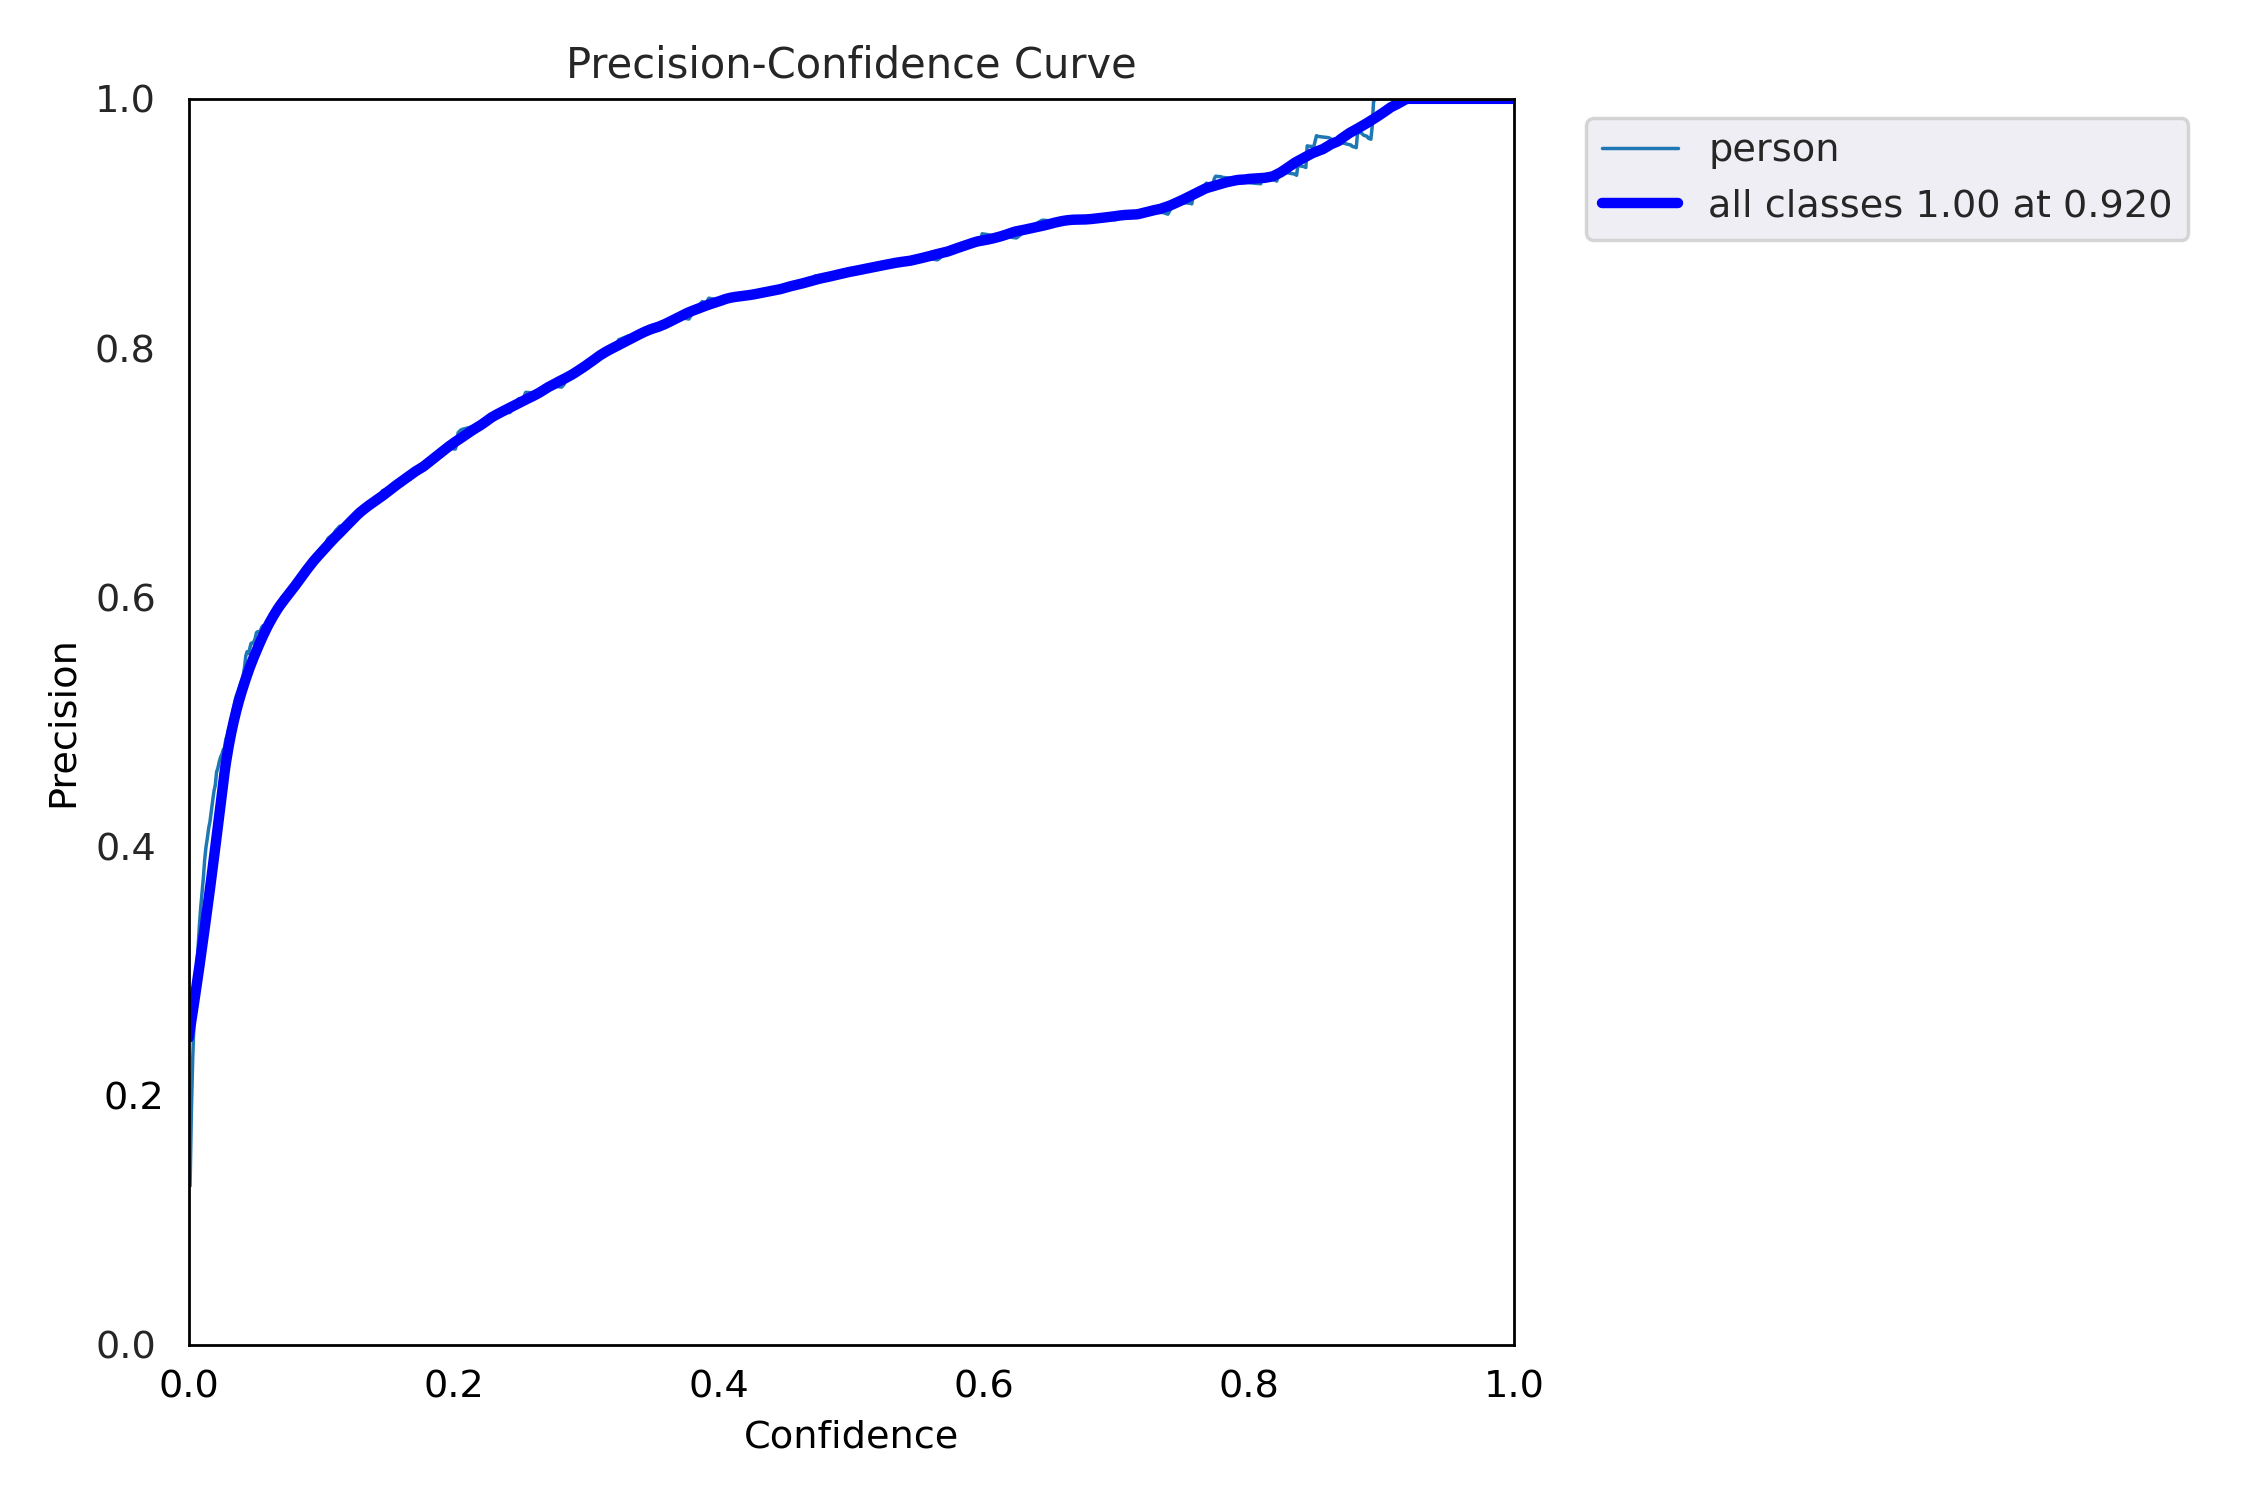 Precision-Confidence Curve
1.0
0.8
0.6
0.4
0.2
0.0
Precision
0.0 0.2 0.4 0.6 0.8 1.0
Confidence
person
all classes 1.00 at 0.920